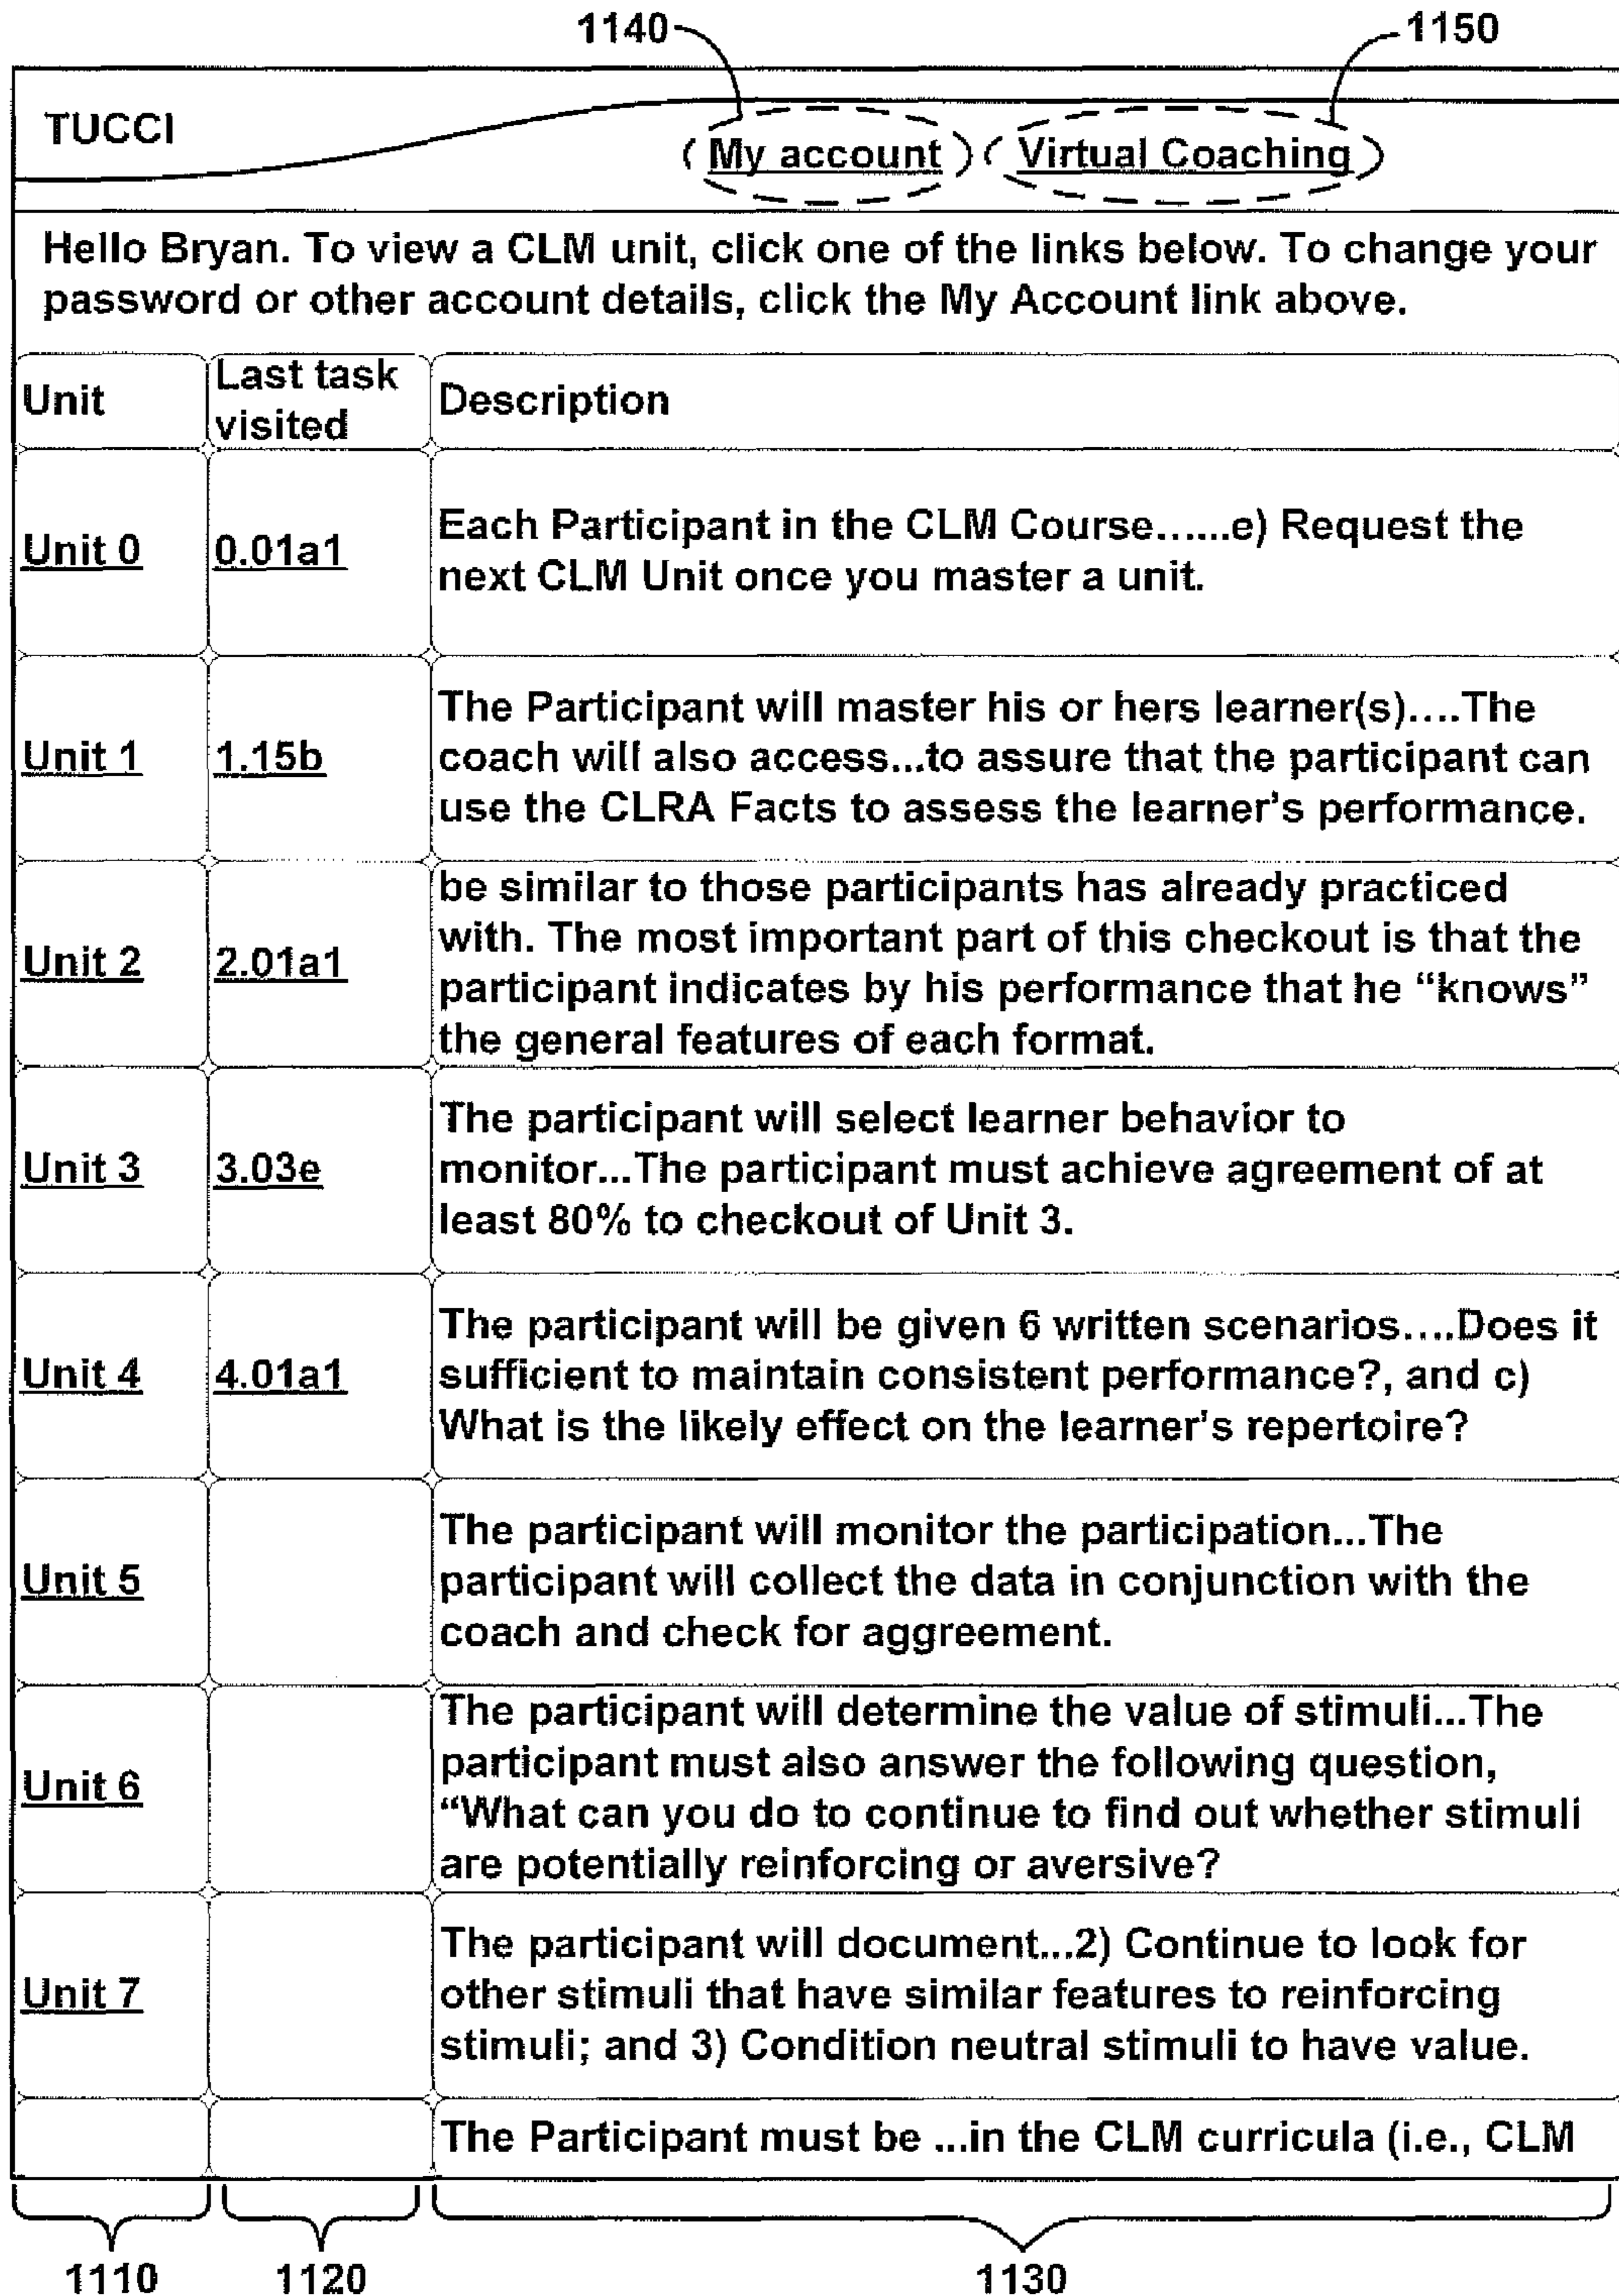 1140
1150
TUCCI
My account
Virtual Coaching
Hello Bryan. To view a CLM unit, click one of the links below. To change your
password or other account details, click the My Account link above.
Unit
Last task
visited
Description
Unit 0
0.01a1
Each Participant in the CLM Course......e) Request the
next CLM Unit once you master a unit.
Unit 1
1.15b
The Participant will master his or hers learner(s)....The
coach will also access...to assure that the participant can
use the CLRA Facts to assess the learner's performance.
Unit 2
2.01a1
be similar to those participants has already practiced
with. The most important part of this checkout is that the
participant indicates by his performance that he “knows”
the general features of each format.
Unit 3
3.03e
The participant will select learner behavior to
monitor...The participant must achieve agreement of at
least 80% to checkout of Unit 3.
Unit 4
4.01a1
The participant will be given 6 written scenarios....Does it
sufficient to maintain consistent performance?, and c)
What is the likely effect on the learner's repertoire?
Unit 5
The participant will monitor the participation...The
participant will collect the data in conjunction with the
coach and check for aggreement.
Unit 6
The participant will determine the value of stimuli...The
participant must also answer the following question,
“What can you do to continue to find out whether stimuli
are potentially reinforcing or aversive?
Unit 7
The participant will document...2) Continue to look for
other stimuli that have similar features to reinforcing
stimuli; and 3) Condition neutral stimuli to have value.
The Participant must be ...in the CLM curricula (i.e., CLM
1110
1120
1130